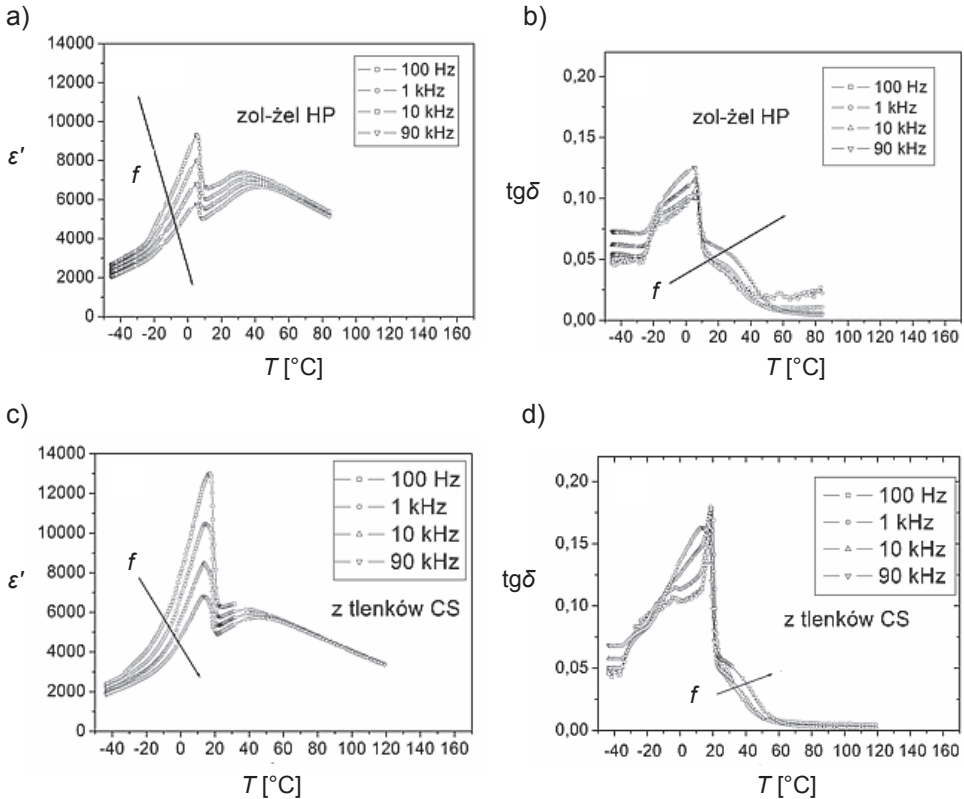 a)
14000
12000
10000
8000
6000
4000
2000
0
ε′
-40 -20 0 20 40 60 80 100 120 140 160
T [°C]
zol-żel HP
f
100 Hz
1 kHz
10 kHz
90 kHz
b)
0,20
0,15
0,10
0,05
0,00
tgδ
-40 -20 0 20 40 60 80 100 120 140 160
T [°C]
zol-żel HP
f
100 Hz
1 kHz
10 kHz
90 kHz
c)
14000
12000
10000
8000
6000
4000
2000
0
ε′
-40 -20 0 20 40 60 80 100 120 140 160
T [°C]
z tlenków CS
f
100 Hz
1 kHz
10 kHz
90 kHz
d)
0,20
0,15
0,10
0,05
0,00
tgδ
-40 -20 0 20 40 60 80 100 120 140 160
T [°C]
z tlenków CS
f
100 Hz
1 kHz
10 kHz
90 kHz